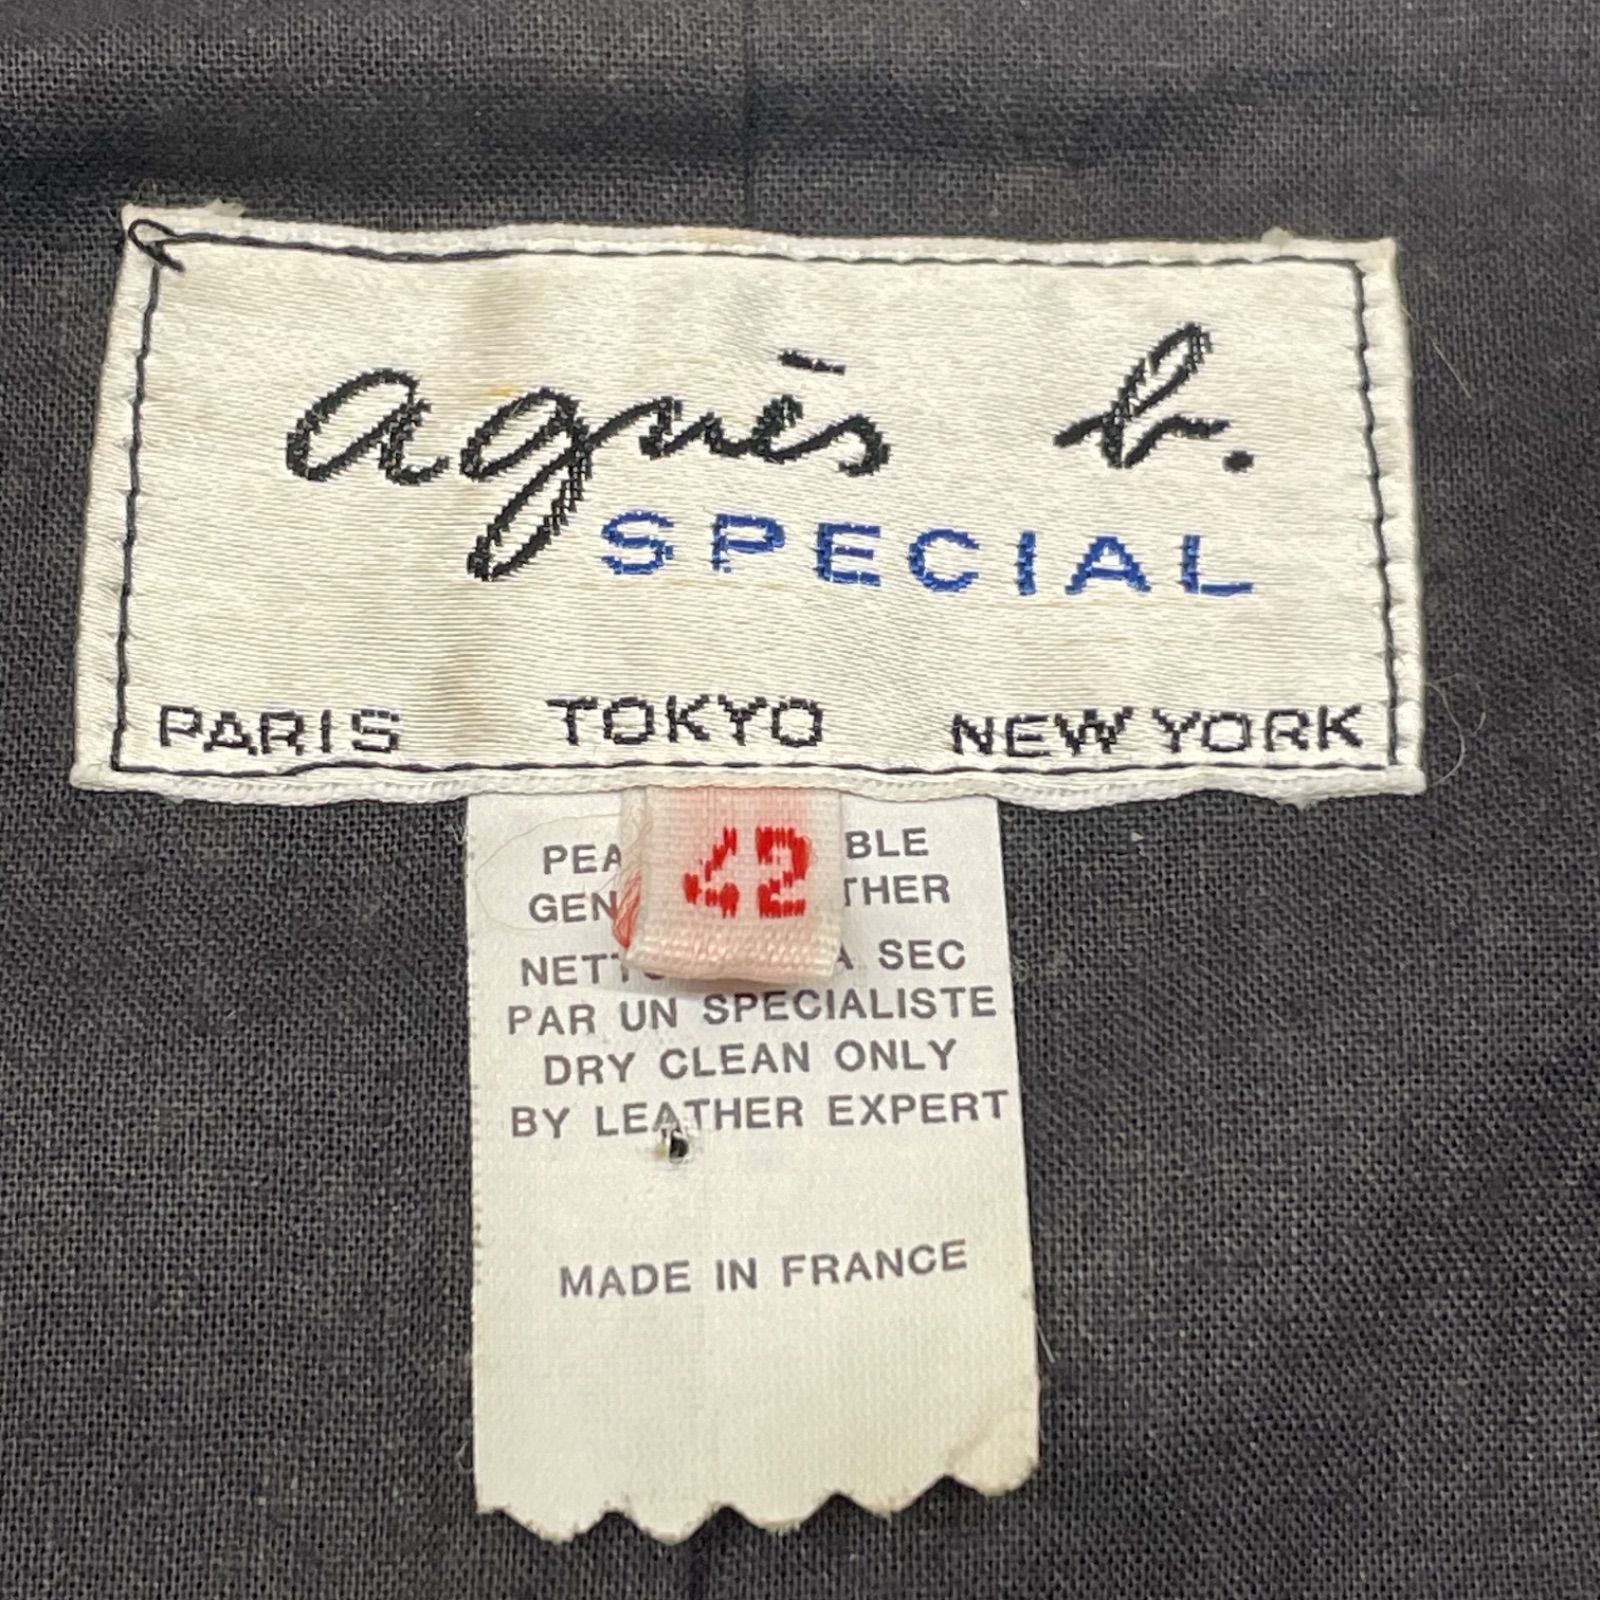 agnès b.
SPECIAL
PARIS TOKYO NEW YORK
42
SEC
PAR UN SPECIALISTE
DRY CLEAN ONLY
BY LEATHER EXPERT
MADE IN FRANCE